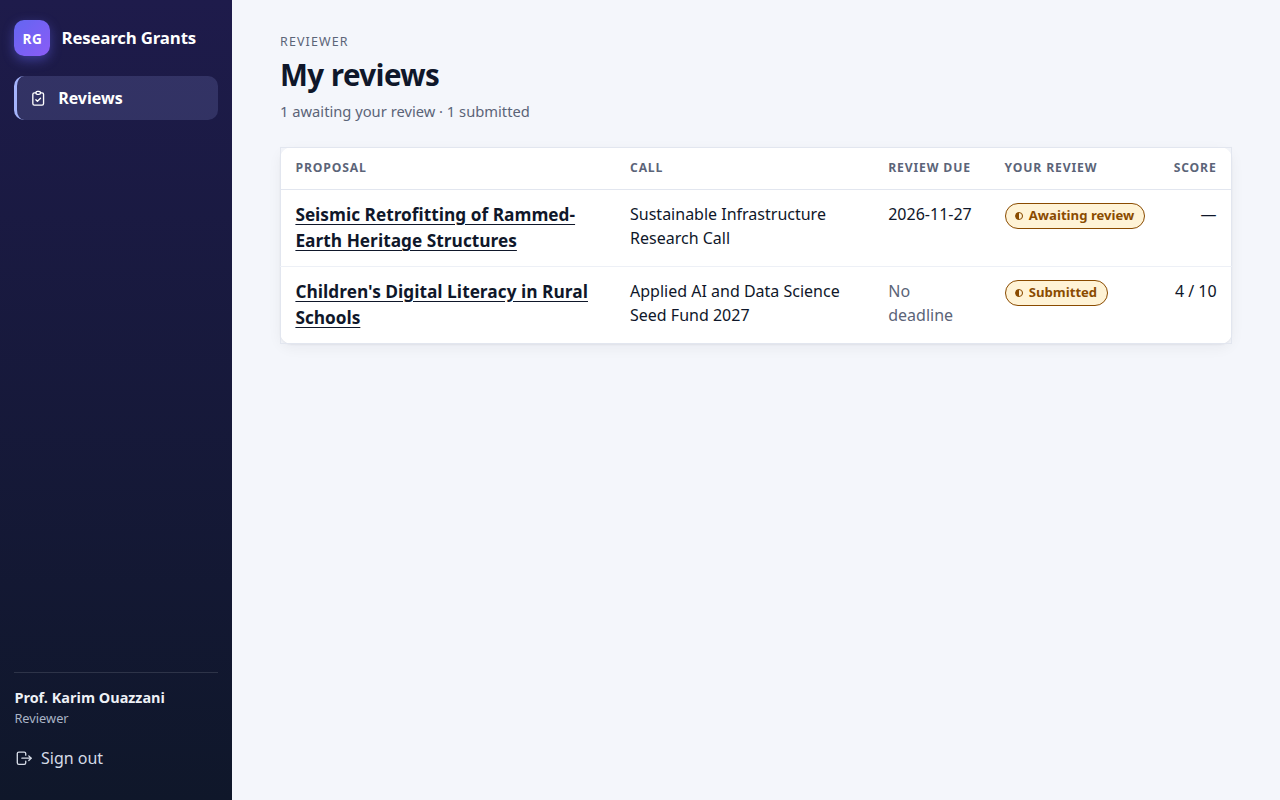 RG Research Grants
Reviews
REVIEWER
My reviews
1 awaiting your review · 1 submitted
PROPOSAL CALL REVIEW DUE YOUR REVIEW SCORE
Seismic Retrofitting of Rammed-
Earth Heritage Structures
Sustainable Infrastructure
Research Call
2026-11-27
Awaiting review
—
Children's Digital Literacy in Rural
Schools
Applied AI and Data Science
Seed Fund 2027
No
deadline
Submitted
4 / 10
Prof. Karim Ouazzani
Reviewer
Sign out